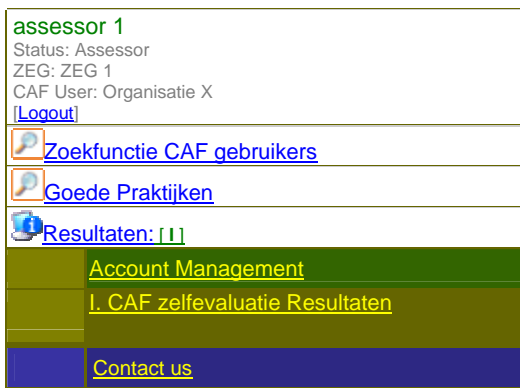 assessor 1
Status: Assessor
ZEG: ZEG 1
CAF User: Organisatie X
[Logout]
Zoekfunctie CAF gebruikers
Goede Praktijken
Resultaten: [ I ]
Account Management
I. CAF zelfevaluatie Resultaten
Contact us